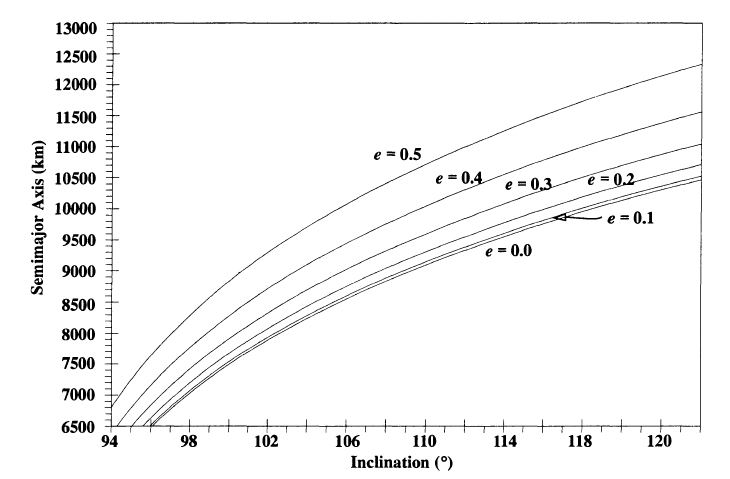 13000
12500
12000
11500
11000
10500
10000
9500
9000
8500
8000
7500
7000
6500
Semimajor Axis (km)
e = 0.5
e = 0.4
e = 0.3
e = 0.2
e = 0.1
e = 0.0
94 98 102 106 110 114 118 120
Inclination (°)